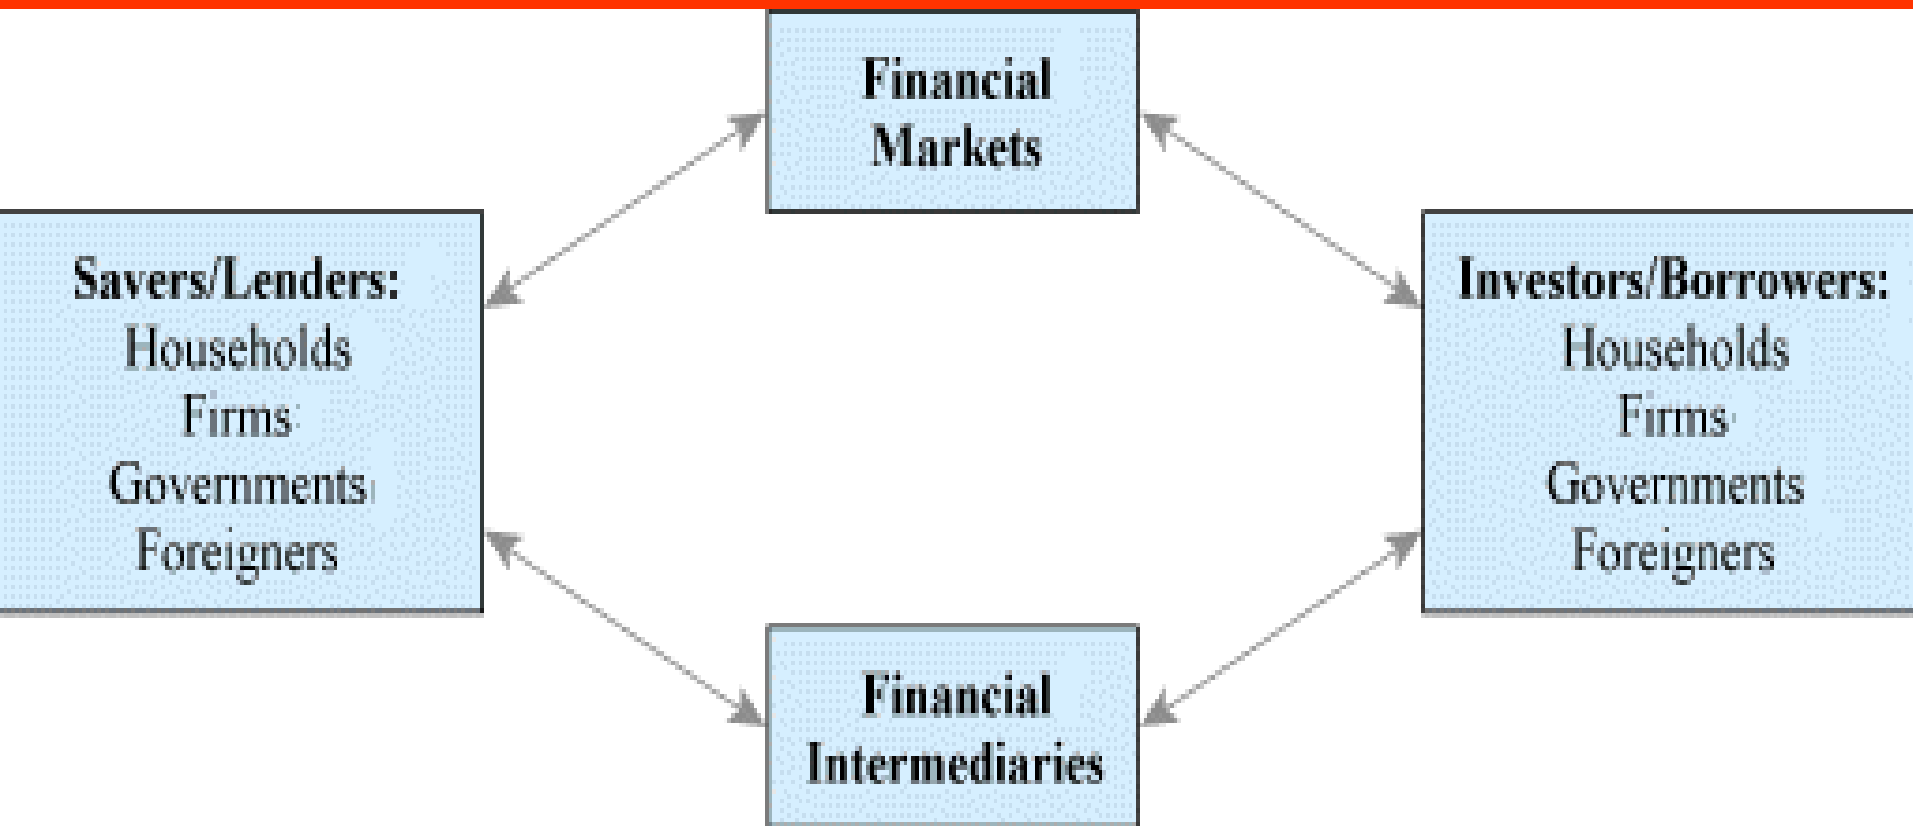 Financial
Markets
Savers/Lenders:
Households
Firms
Governments
Foreigners
Investors/Borrowers:
Households
Firms
Governments
Foreigners
Financial
Intermediaries